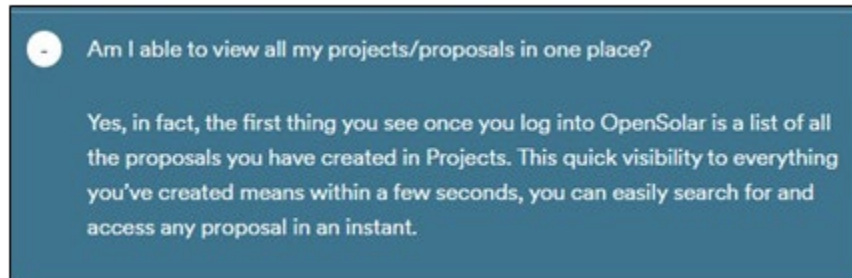 - Am I able to view all my projects/proposals in one place?
Yes, in fact, the first thing you see once you log into OpenSolar is a list of all
the proposals you have created in Projects. This quick visibility to everything
you've created means within a few seconds, you can easily search for and
access any proposal in an instant.